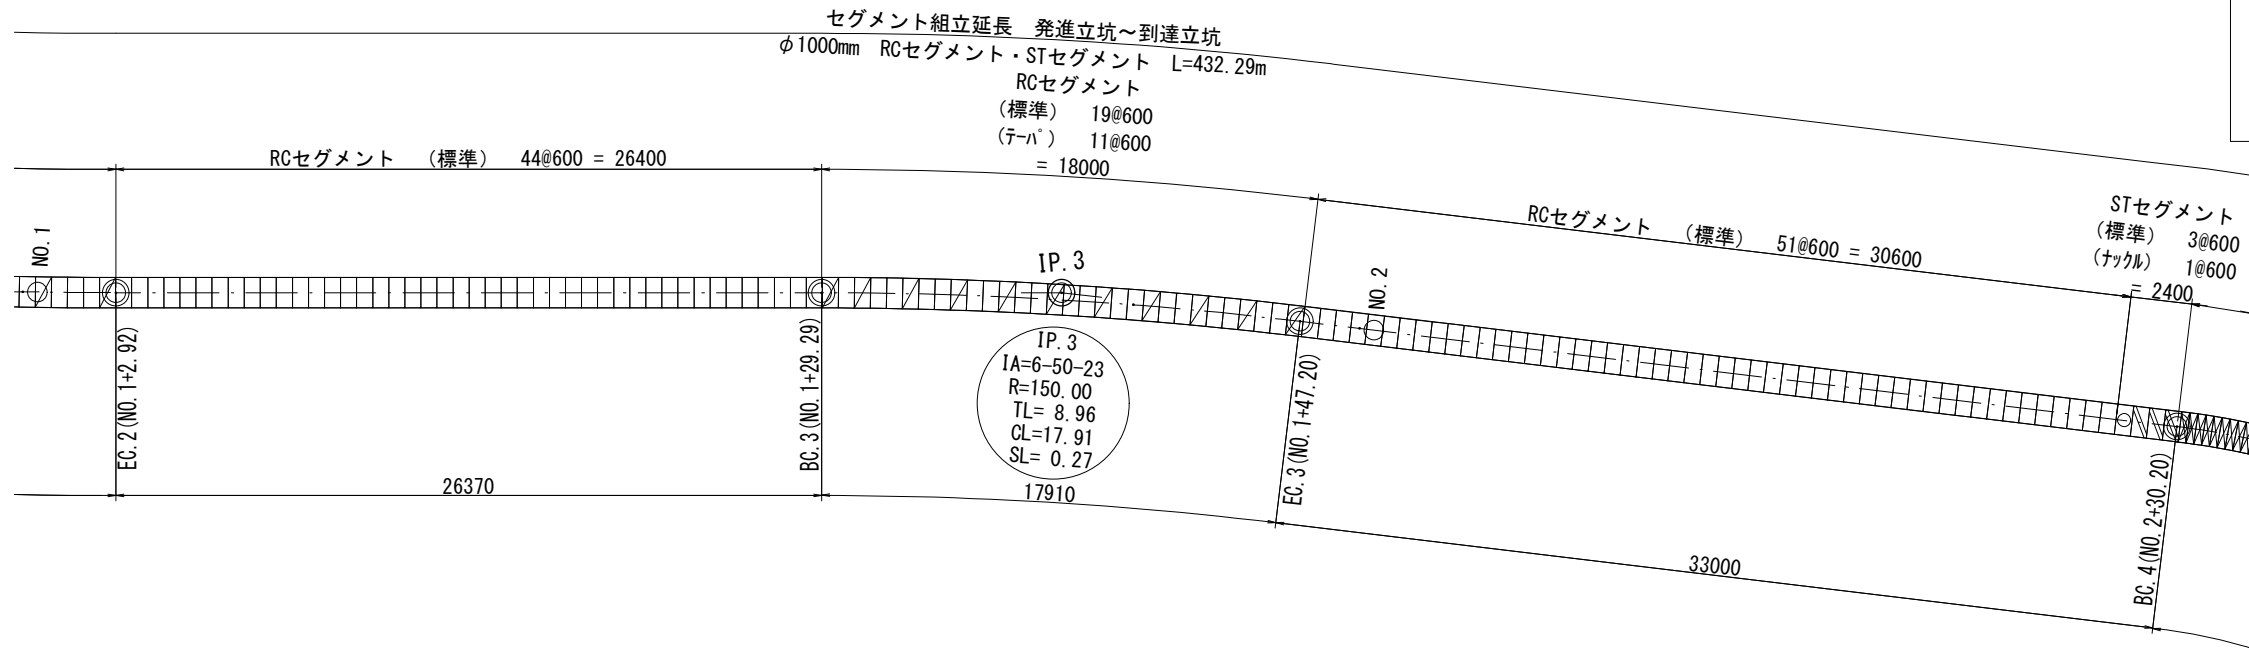 セグメント組立延長　発進立坑～到達立坑
φ1000mm　RCセグメント・STセグメント　L=432.29m
RCセグメント
（標準）　19@600
（ﾃｰﾊﾟ）　11@600
= 18000
RCセグメント　（標準）　44@600 = 26400
RCセグメント　（標準）　51@600 = 30600
STセグメント
（標準）　3@600
（ﾅｯｸﾙ）　1@600
= 2400
NO.1
IP.3
NO.2
EC.2(NO.1+2.92)
BC.3(NO.1+29.29)
IP.3
IA=6-50-23
R=150.00
TL= 8.96
CL=17.91
SL= 0.27
EC.3(NO.1+47.20)
BC.4(NO.2+30.20)
26370
17910
33000